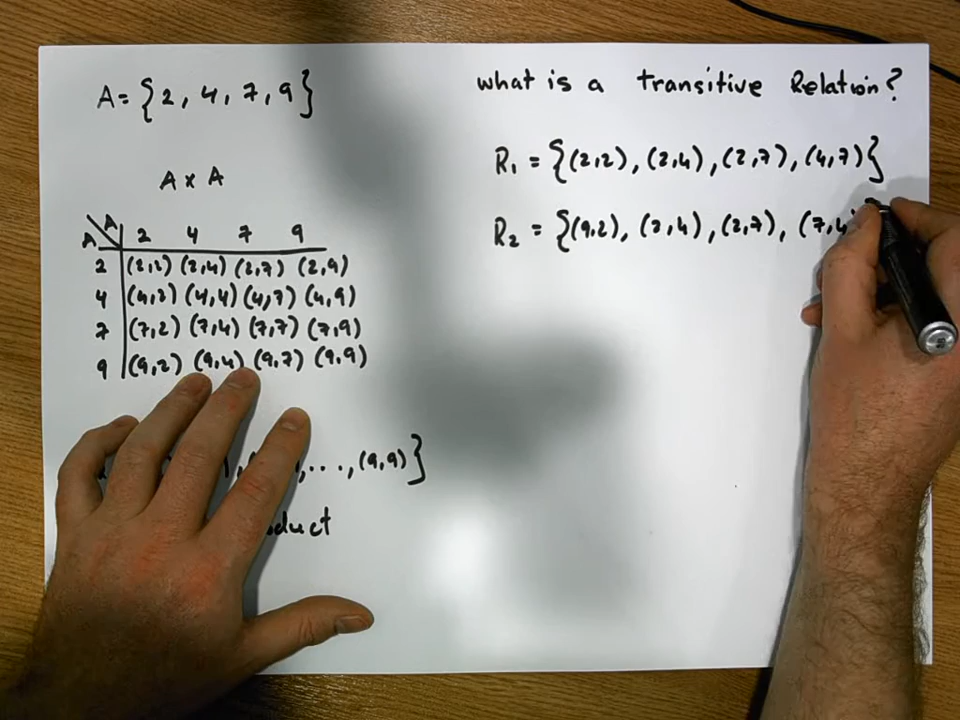 A = {2, 4, 7, 9}
A x A
A A 2 4 7 9
2 (2,2) (2,4) (2,7) (2,9)
4 (4,2) (4,4) (4,7) (4,9)
7 (7,2) (7,4) (7,7) (7,9)
9 (9,2) (9,4) (9,7) (9,9)
,...,(9,9)}
duct
what is a transitive Relation?
R1 = {(2,2), (2,4), (2,7), (4,7)}
R2 = {(9,2), (2,4), (2,7), (7,4